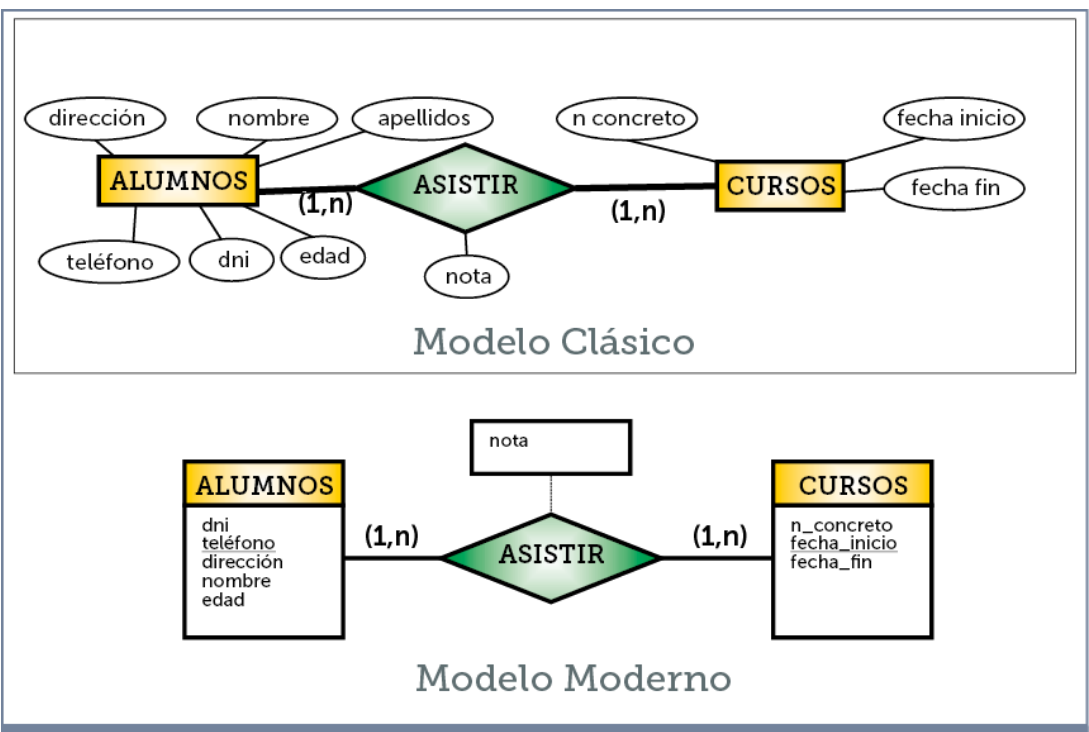 dirección
nombre
apellidos
n concreto
fecha inicio
ALUMNOS
ASISTIR
CURSOS
fecha fin
(1,n)
(1,n)
teléfono
dni
edad
nota
Modelo Clásico
nota
ALUMNOS
CURSOS
dni
teléfono
dirección
nombre
edad
(1,n)
ASISTIR
(1,n)
n_concreto
fecha_inicio
fecha_fin
Modelo Moderno